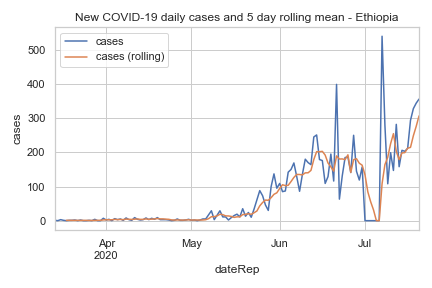 New COVID-19 daily cases and 5 day rolling mean - Ethiopia
cases
cases (rolling)
cases
500
400
300
200
100
0
Apr
2020
May
Jun
Jul
dateRep